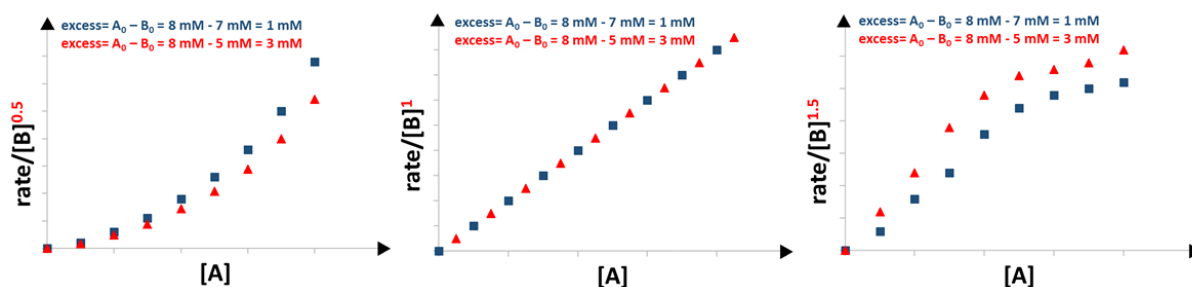 excess= A₀ – B₀ = 8 mM - 7 mM = 1 mM
excess= A₀ – B₀ = 8 mM - 5 mM = 3 mM
rate/[B]^0.5
[A]
excess= A₀ – B₀ = 8 mM - 7 mM = 1 mM
excess= A₀ – B₀ = 8 mM - 5 mM = 3 mM
rate/[B]^1
[A]
excess= A₀ – B₀ = 8 mM - 7 mM = 1 mM
excess= A₀ – B₀ = 8 mM - 5 mM = 3 mM
rate/[B]^1.5
[A]